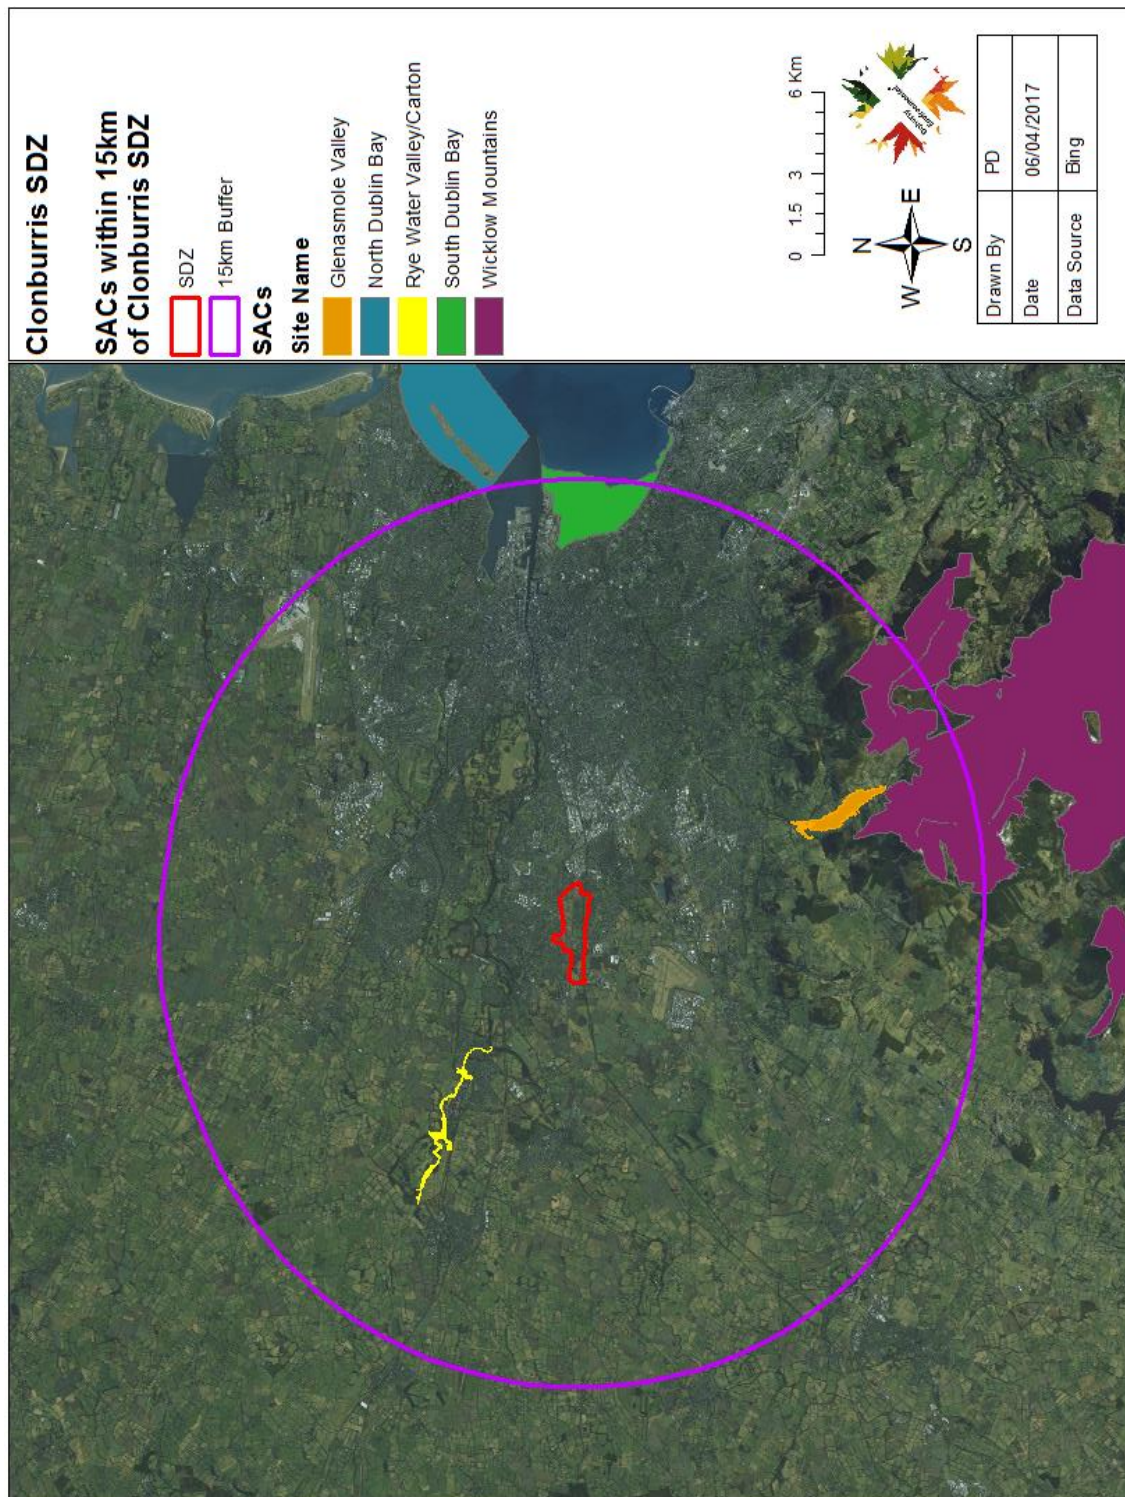 Clonburris SDZ
SACs within 15km
of Clonburris SDZ
SDZ
15km Buffer
SACs
Site Name
Glenasmole Valley
North Dublin Bay
Rye Water Valley/Carton
South Dublin Bay
Wicklow Mountains
0 1.5 3 6 Km
N
W E
S
Doherty
Environmental
Drawn By PD
Date 06/04/2017
Data Source Bing